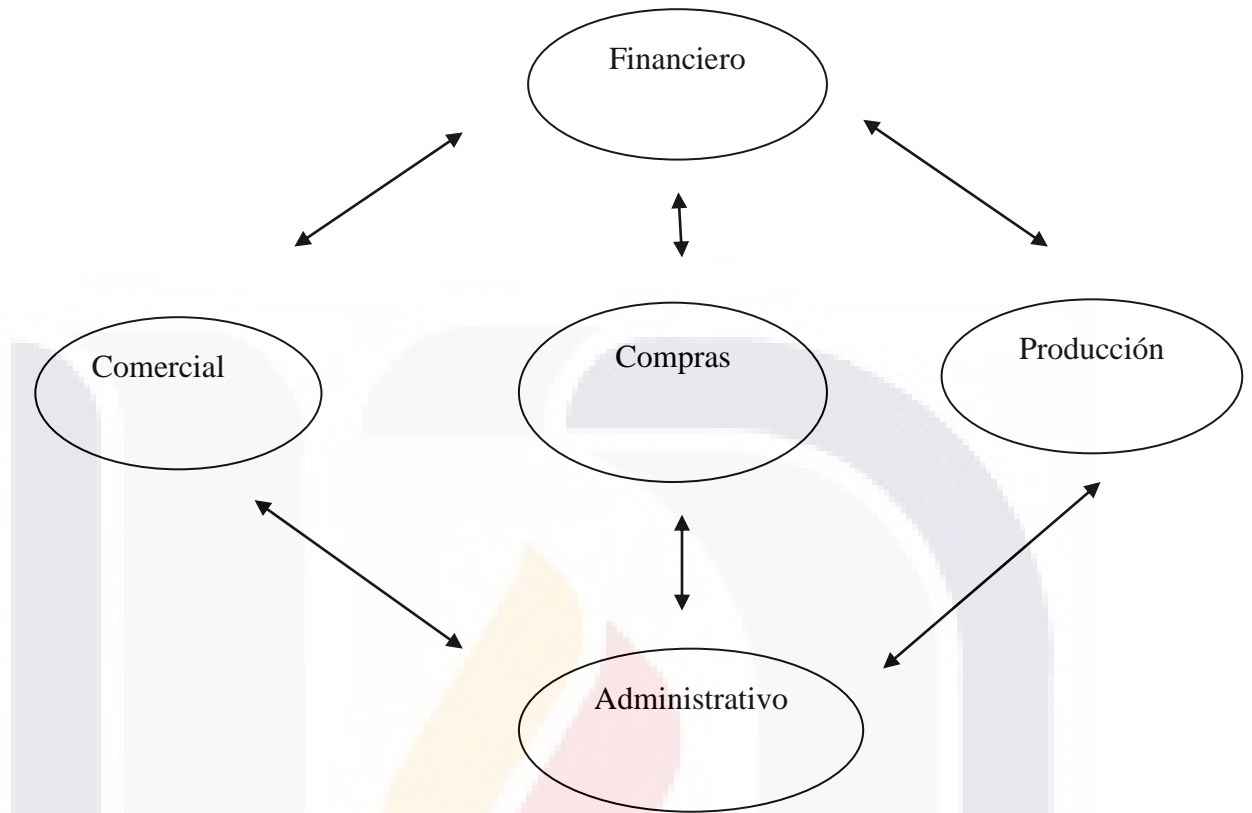 Financiero
Comercial
Compras
Producción
Administrativo